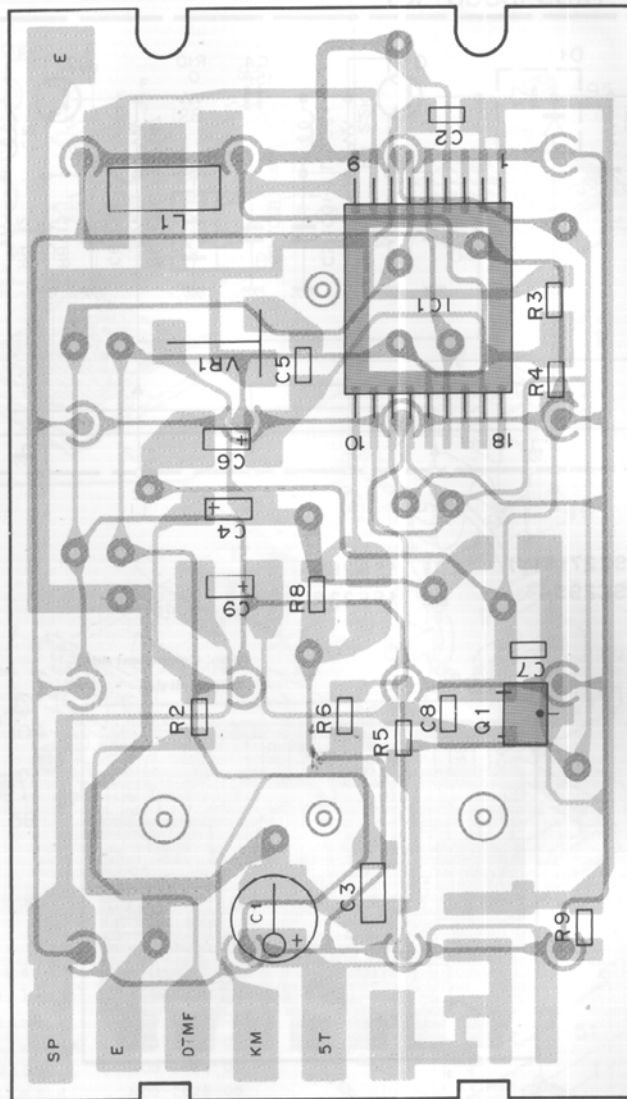 E
C2
9
1
L1
IC1
R3
VR1
C5
R4
10
18
C6
+
C4
+
C9
+
R8
C7
R2
R6
R5
C8
Q1
C1
+
C3
R9
SP
E
DTMF
KM
5T